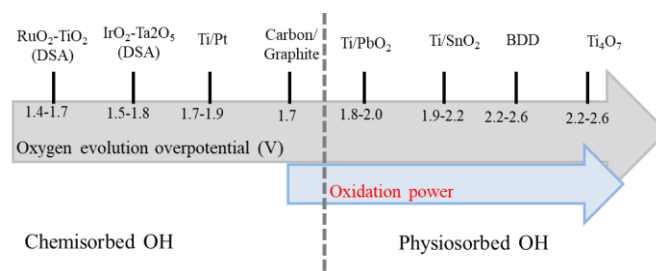 RuO2-TiO2
(DSA)
IrO2-Ta2O5
(DSA)
Ti/Pt
Carbon/
Graphite
Ti/PbO2
Ti/SnO2
BDD
Ti4O7
1.4-1.7
1.5-1.8
1.7-1.9
1.7
1.8-2.0
1.9-2.2
2.2-2.6
2.2-2.6
Oxygen evolution overpotential (V)
Oxidation power
Chemisorbed OH
Physiosorbed OH